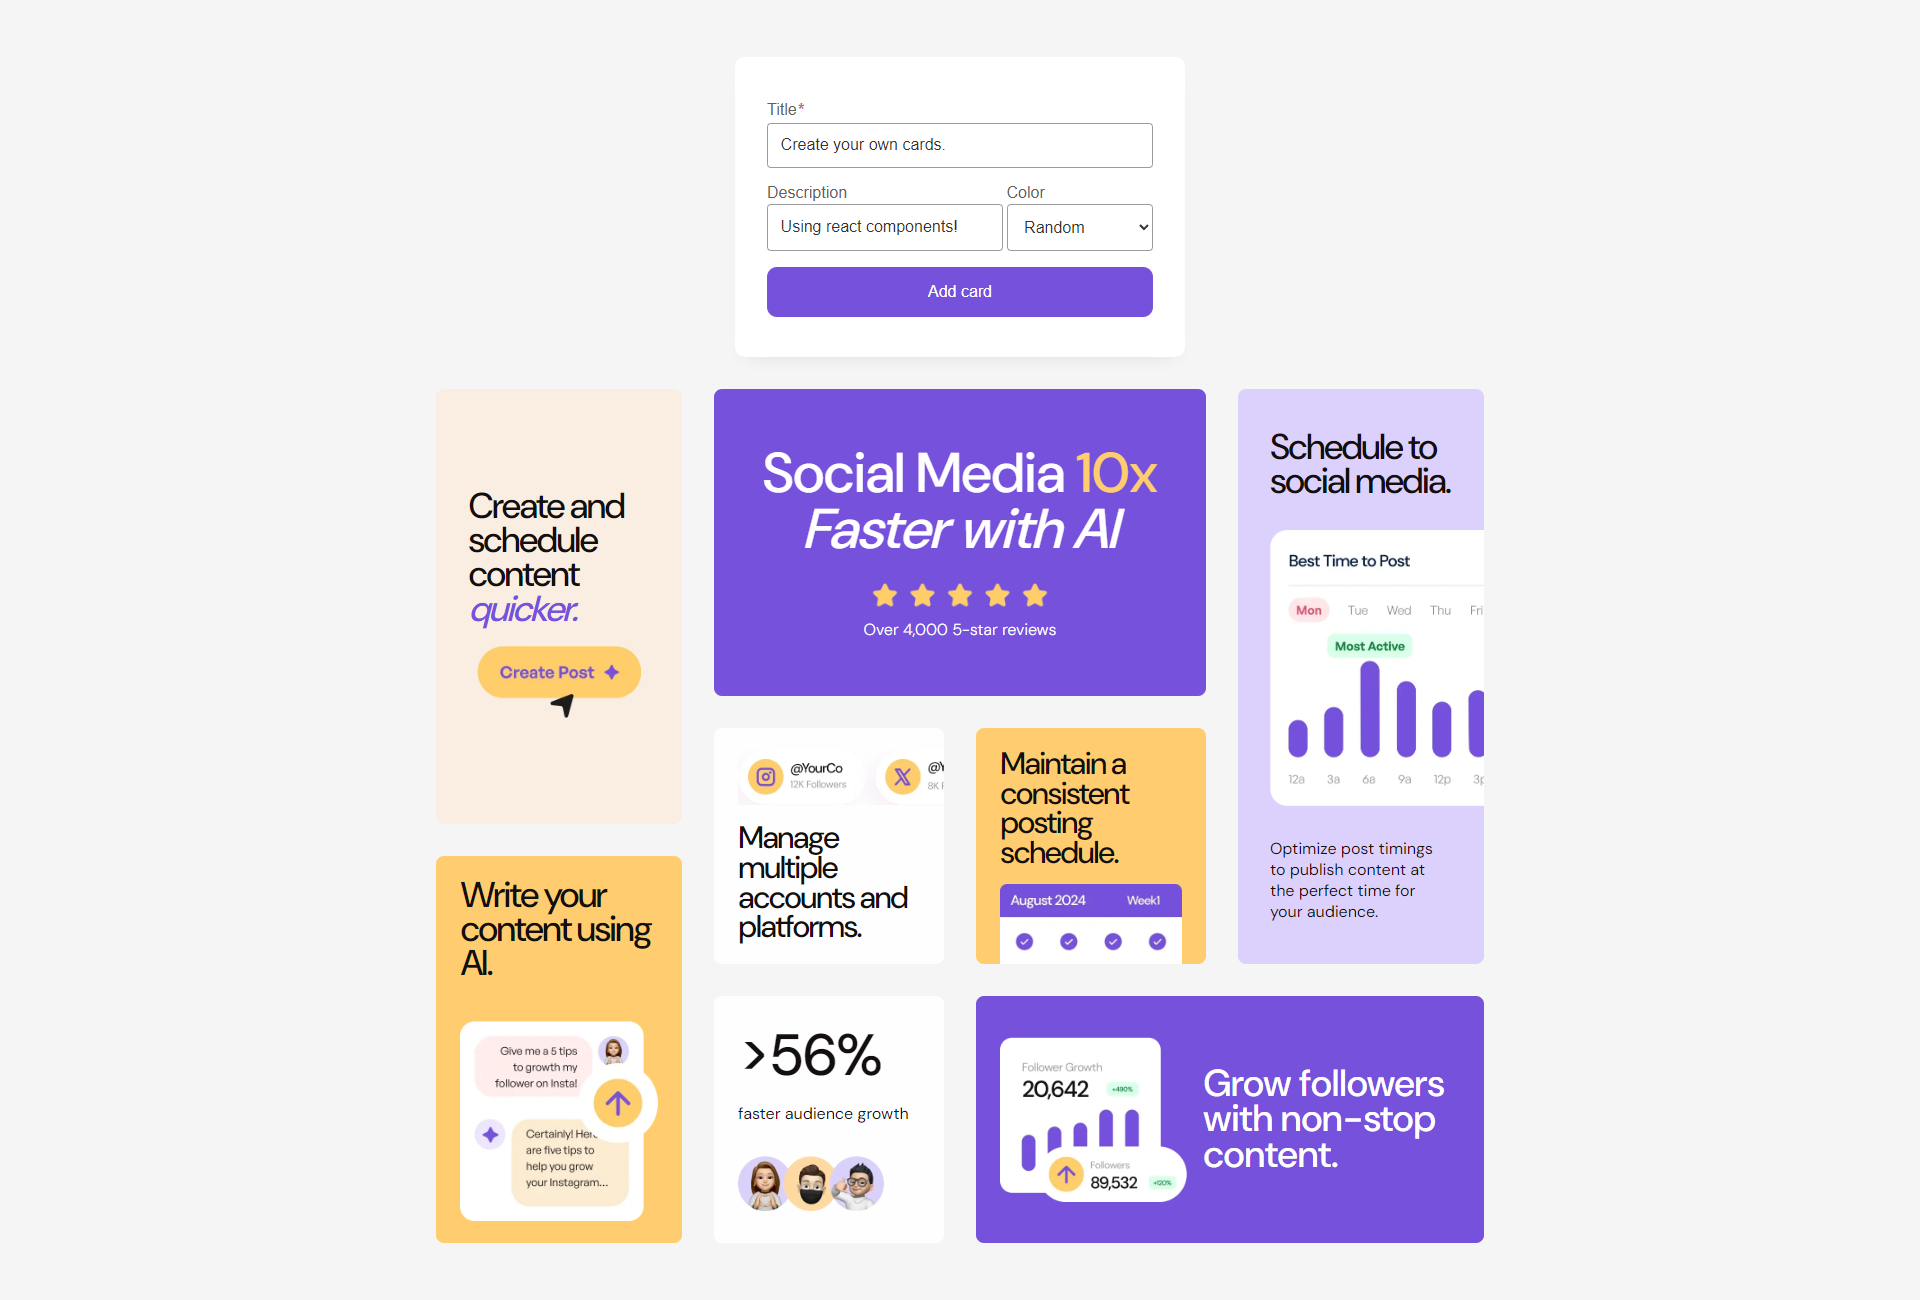 Title*
Create your own cards.
Description
Color
Using react components!
Random
Add card
Create and
schedule
content
quicker.
Create Post
Social Media 10x
Faster with AI
Over 4,000 5-star reviews
Schedule to
social media.
Best Time to Post
Mon Tue Wed Thu Fri
Most Active
12a 3a 6a 9a 12p 3p
Optimize post timings
to publish content at
the perfect time for
your audience.
@YourCo
12K Followers
@Y
8K F
Manage
multiple
accounts and
platforms.
Maintain a
consistent
posting
schedule.
August 2024 Week1
Write your
content using
AI.
Give me a 5 tips
to growth my
follower on Insta!
Certainly! Here
are five tips to
help you grow
your Instagram...
>56%
faster audience growth
Follower Growth
20,642 +490%
Followers
89,532 +120%
Grow followers
with non-stop
content.